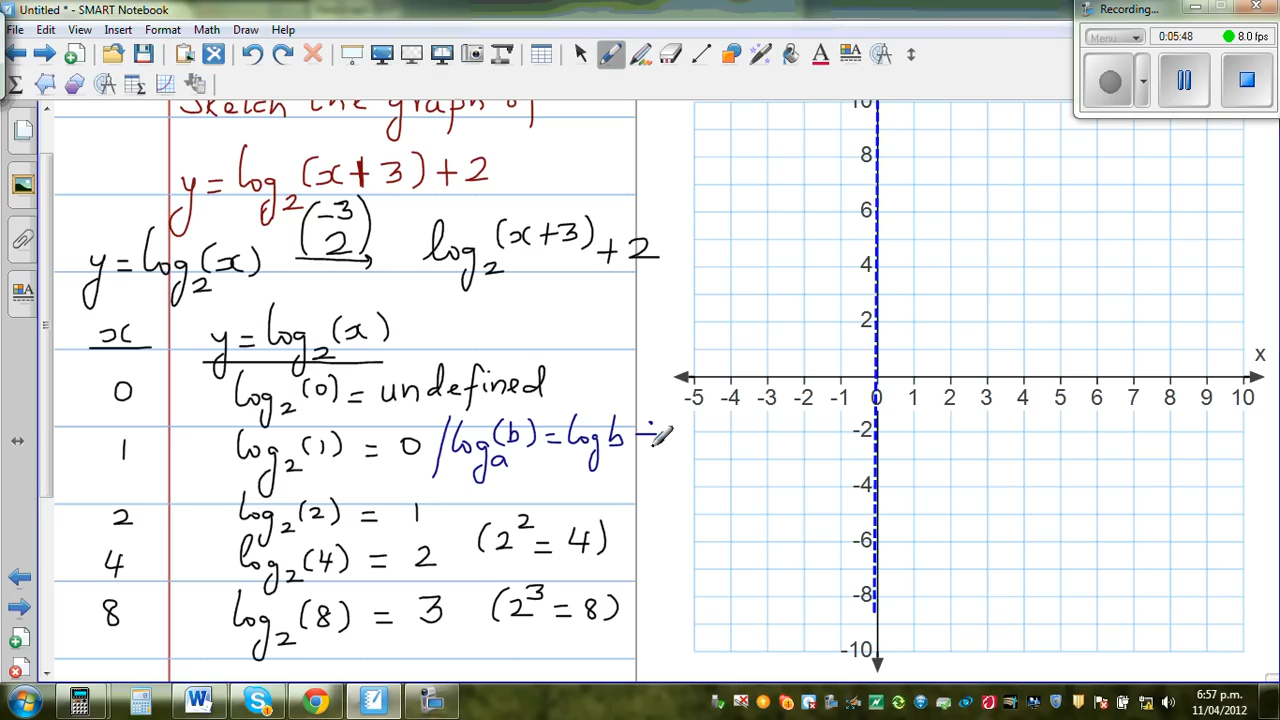 Untitled * - SMART Notebook
Recording...
File Edit View Insert Format Math Draw Help
Menu 0:05:48 8.0 fps
Sketch the graph of
y = log₂(x+3)+2
y = log₂(x) (-3 2) → log₂(x+3)+2
x y = log₂(x)
0 log₂(0) = undefined
1 log₂(1) = 0 /logₐ(b) = log b ÷
2 log₂(2) = 1
4 log₂(4) = 2 (2² = 4)
8 log₂(8) = 3 (2³ = 8)
10
8
6
4
2
x
-5 -4 -3 -2 -1 0 1 2 3 4 5 6 7 8 9 10
-2
-4
-6
-8
-10
6:57 p.m.
11/04/2012